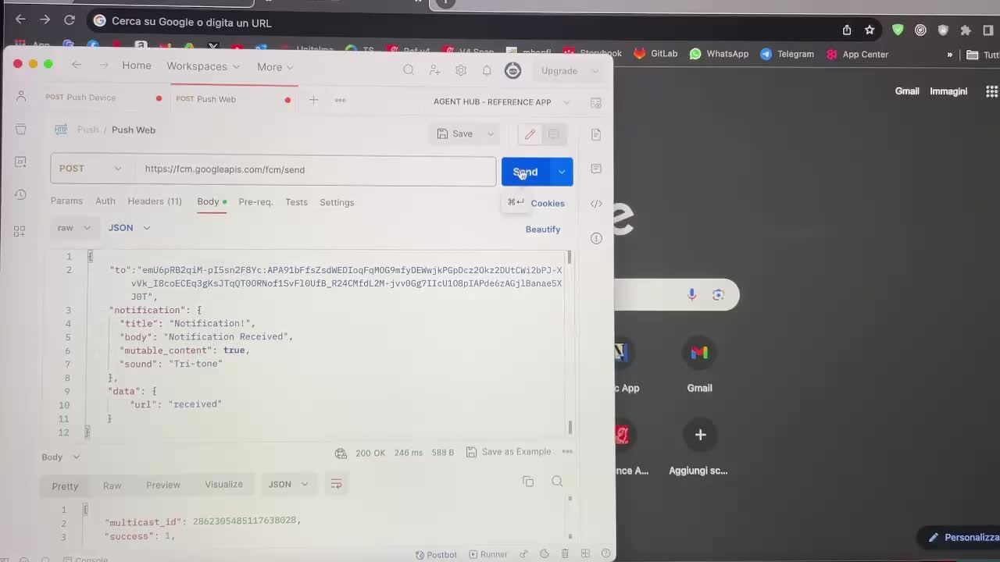 Cerca su Google o digita un URL
GitLab
WhatsApp
Telegram
App Center
»
Home
Workspaces
More
Upgrade
Gmail
Immagini
POST Push Device
POST Push Web
AGENT HUB - REFERENCE APP
HTTP
Push / Push Web
Save
POST
https://fcm.googleapis.com/fcm/send
Send
Params
Auth
Headers (11)
Body
Pre-req.
Tests
Settings
⌘↵
Cookies
raw
JSON
Beautify
1 {
2 "to":"emU6pRB2qiM-pI5sn2F8Yc:APA91bFfsZsdWEDIoqFqMOG9mfyDEWwjkPGpDcz2Okz2DUtCWi2bPJ-X
vVk_I8coECEq3gKsJTqQT0ORNof1SvFl0UfB_R24CMfdL2M-jvv0Gg7IIcU1O8pIAPde6zAGjlBanae5X
J0T",
3 "notification": {
4 "title": "Notification!",
5 "body": "Notification Received",
6 "mutable_content": true,
7 "sound": "Tri-tone"
8 },
9 "data": {
10 "url": "received"
11 }
12 }
c App
Gmail
nce A...
Aggiungi sc...
Body
200 OK
246 ms
588 B
Save as Example
Pretty
Raw
Preview
Visualize
JSON
1 {
2 "multicast_id": 2862305485117638028,
3 "success": 1,
Postbot
Runner
Console
Personalizza